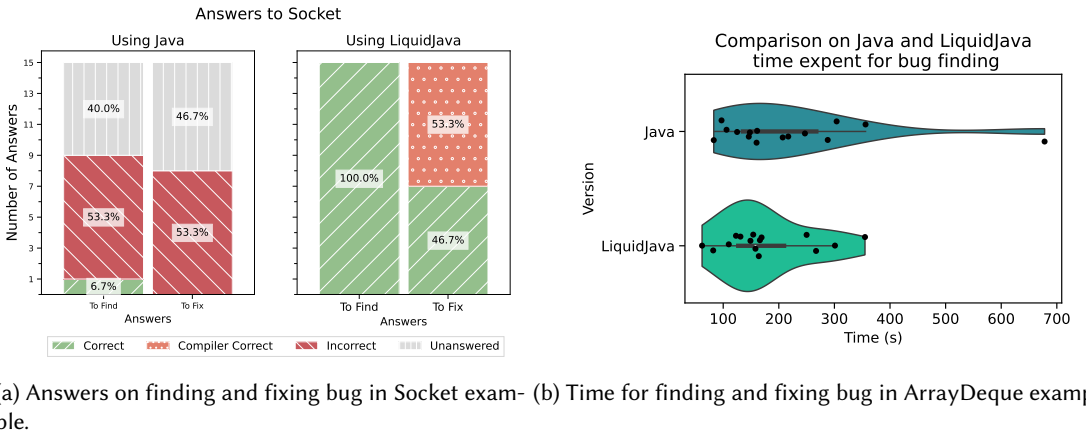 Answers to Socket
Using Java
Using LiquidJava
Number of Answers
15
13
11
9
7
5
3
1
40.0%
53.3%
6.7%
46.7%
53.3%
100.0%
53.3%
46.7%
To Find
To Fix
Answers
To Find
To Fix
Answers
Correct
Compiler Correct
Incorrect
Unanswered
(a) Answers on finding and fixing bug in Socket exam-
ple.
Comparison on Java and LiquidJava
time expent for bug finding
Version
Java
LiquidJava
100
200
300
400
500
600
700
Time (s)
(b) Time for finding and fixing bug in ArrayDeque examp